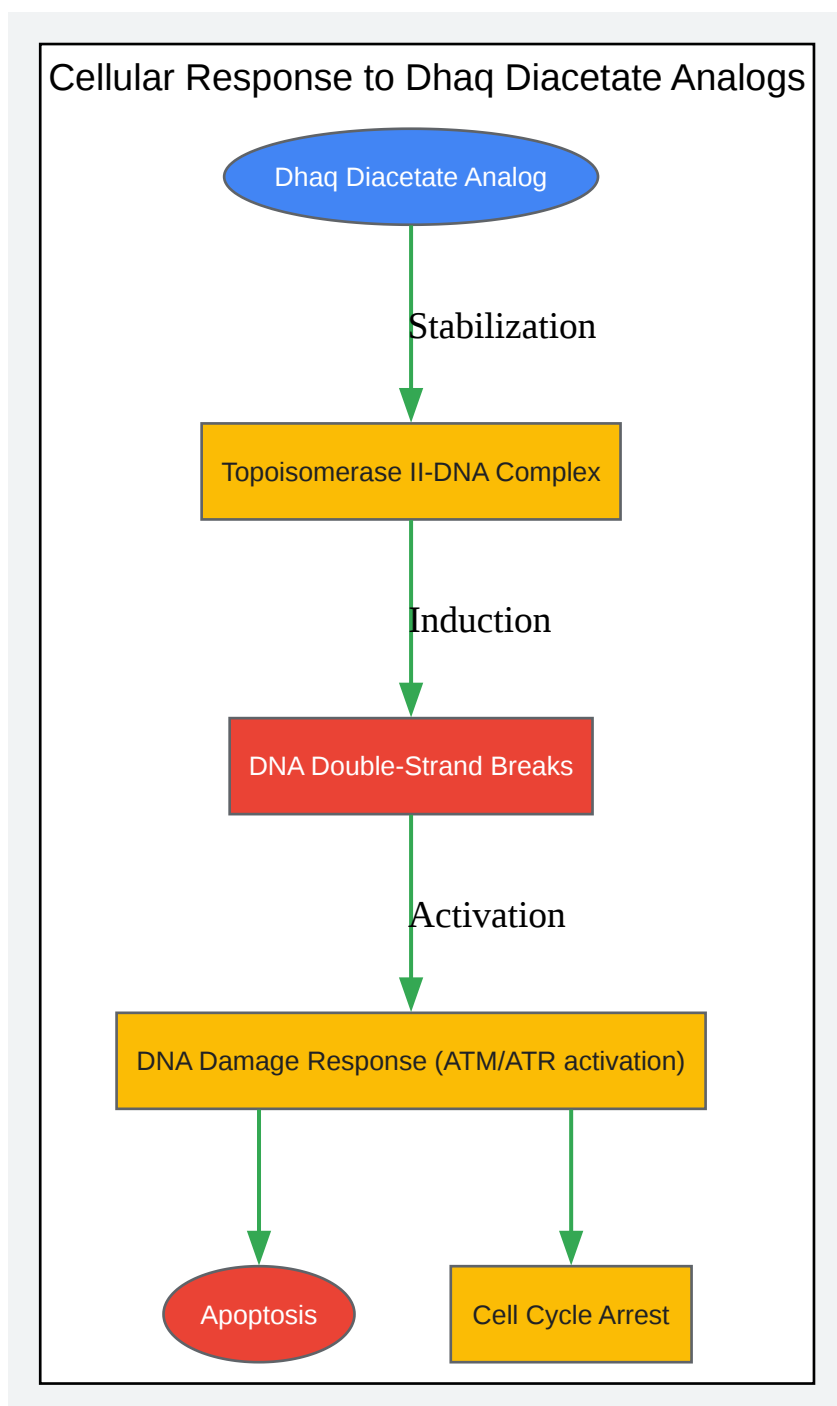 Cellular Response to Dhaq Diacetate Analogs
Dhaq Diacetate Analog
Stabilization
Topoisomerase II-DNA Complex
Induction
DNA Double-Strand Breaks
Activation
DNA Damage Response (ATM/ATR activation)
Apoptosis
Cell Cycle Arrest